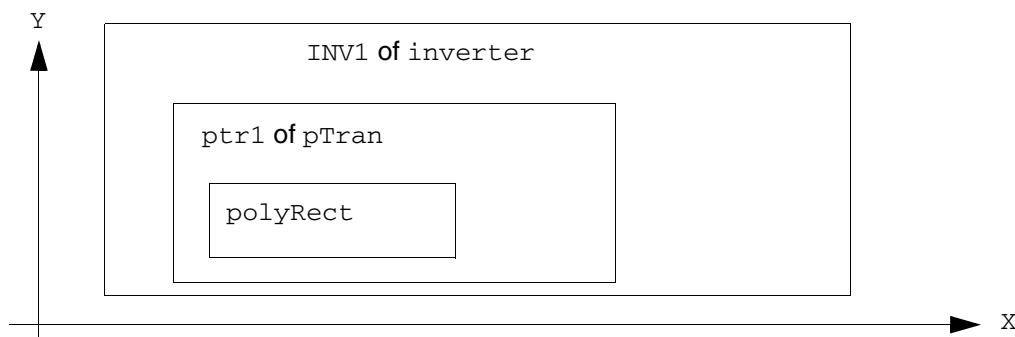 Y
INV1 of inverter
ptr1 of pTran
polyRect
X